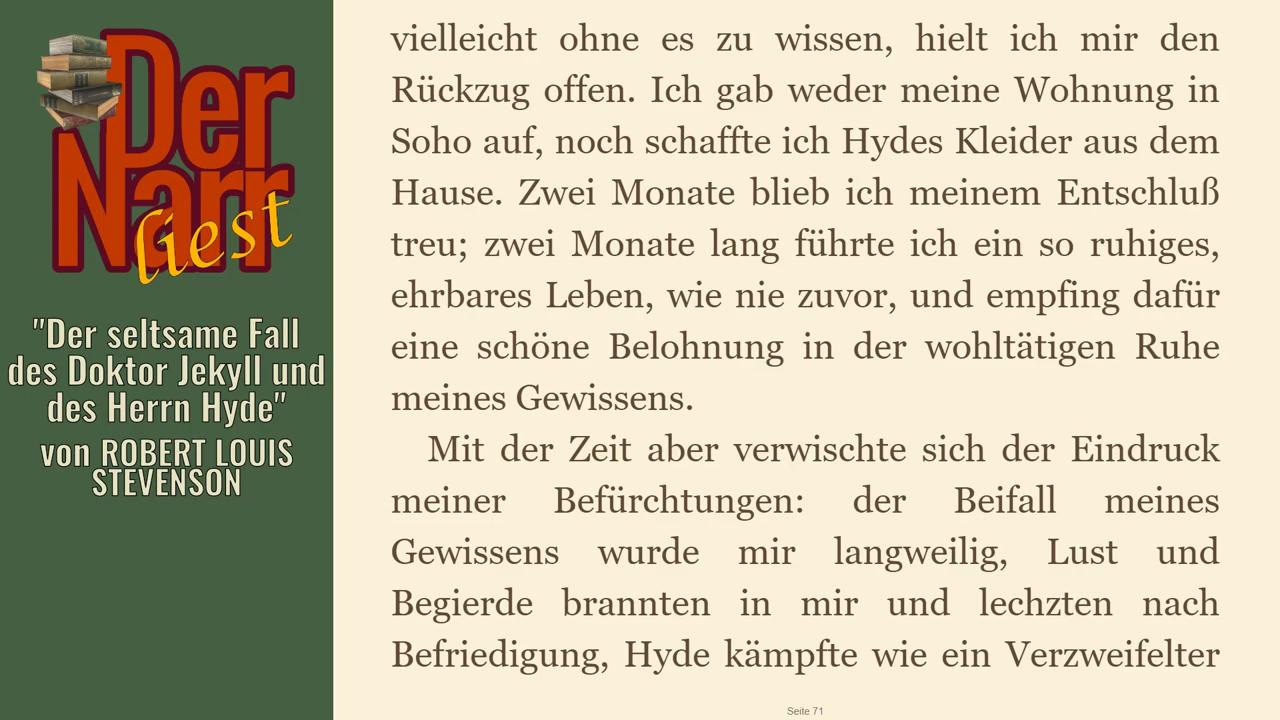 Der
Narr
liest
"Der seltsame Fall
des Doktor Jekyll und
des Herrn Hyde"
von ROBERT LOUIS
STEVENSON
vielleicht ohne es zu wissen, hielt ich mir den
Rückzug offen. Ich gab weder meine Wohnung in
Soho auf, noch schaffte ich Hydes Kleider aus dem
Hause. Zwei Monate blieb ich meinem Entschluß
treu; zwei Monate lang führte ich ein so ruhiges,
ehrbares Leben, wie nie zuvor, und empfing dafür
eine schöne Belohnung in der wohltätigen Ruhe
meines Gewissens.
Mit der Zeit aber verwischte sich der Eindruck
meiner Befürchtungen: der Beifall meines
Gewissens wurde mir langweilig, Lust und
Begierde brannten in mir und lechzten nach
Befriedigung, Hyde kämpfte wie ein Verzweifelter
Seite 71